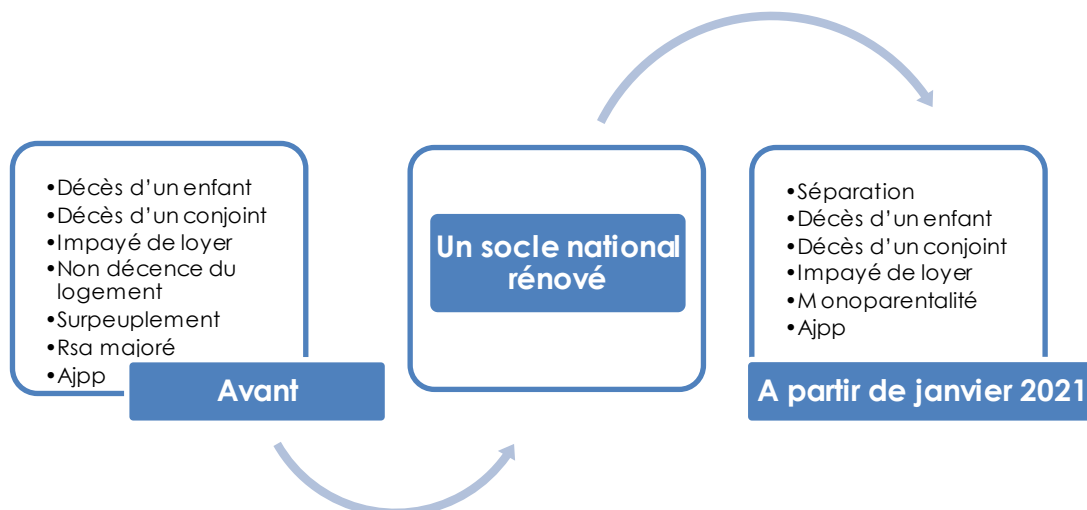 •Décès d'un enfant
•Décès d'un conjoint
•Impayé de loyer
•Non décence du
logement
•Surpeuplement
•Rsa majoré
•Ajpp
Avant
Un socle national
rénové
•Séparation
•Décès d'un enfant
•Décès d'un conjoint
•Impayé de loyer
•Monoparentalité
•Ajpp
A partir de janvier 2021